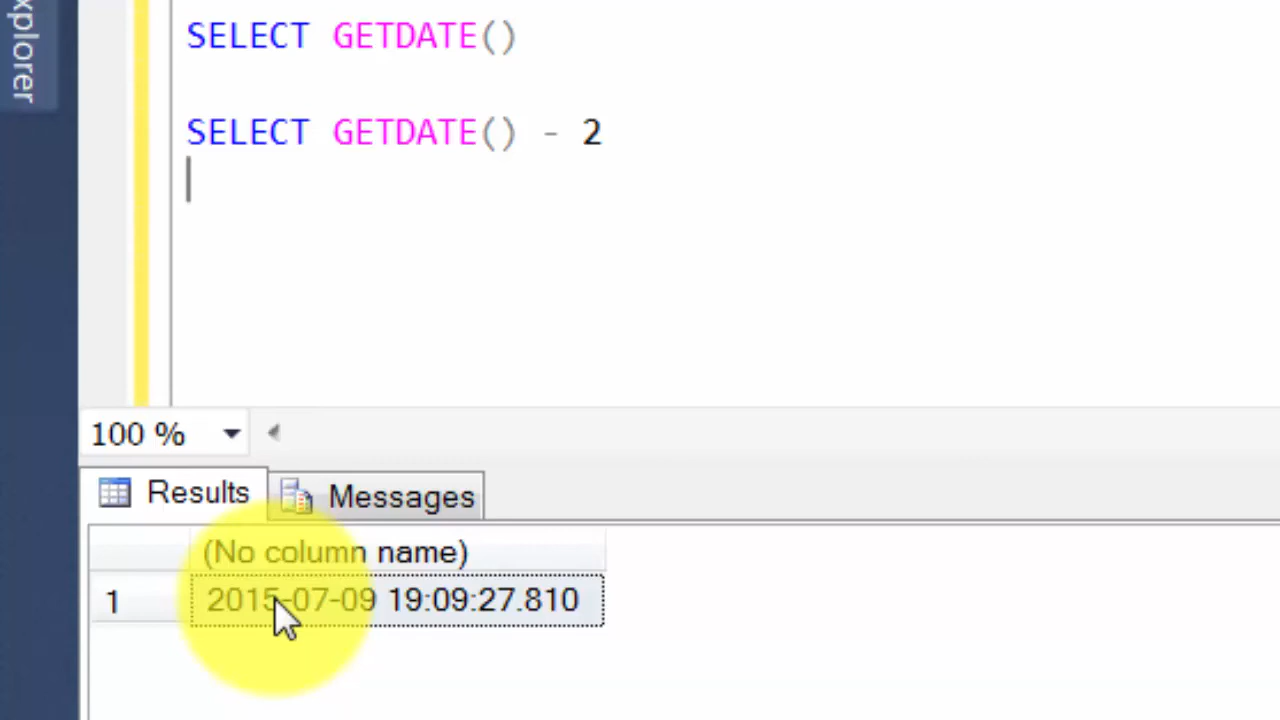 xplorer
SELECT GETDATE()
SELECT GETDATE() - 2
100 %
Results
Messages
(No column name)
1
2015-07-09 19:09:27.810